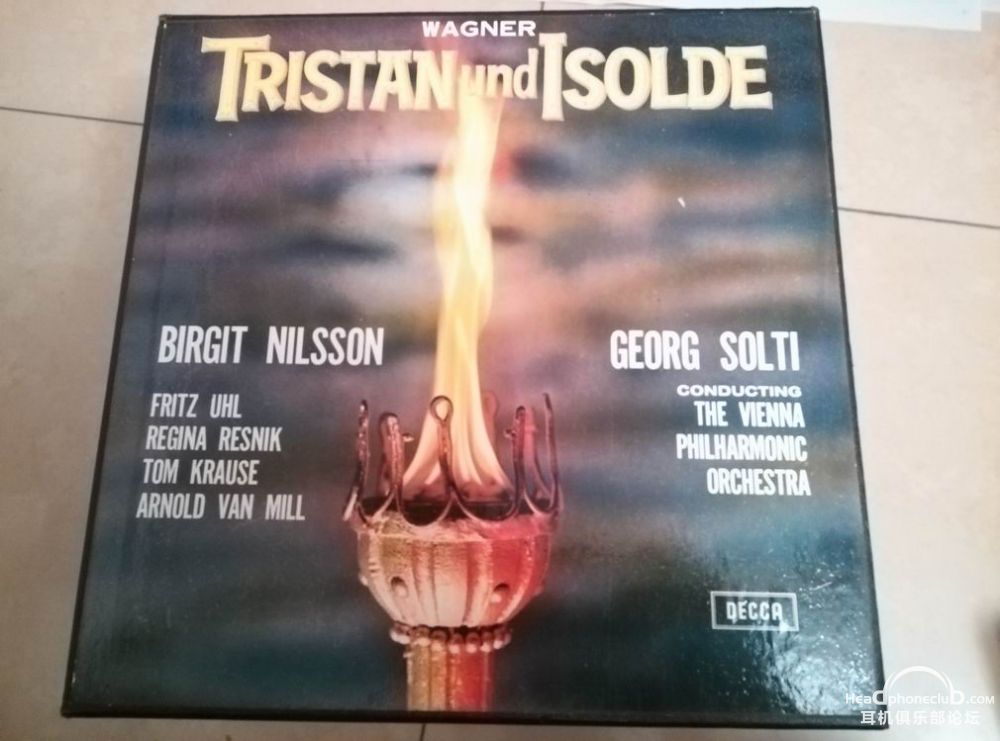 WAGNER
TRISTAN und ISOLDE
BIRGIT NILSSON
FRITZ UHL
REGINA RESNIK
TOM KRAUSE
ARNOLD VAN MILL
GEORG SOLTI
CONDUCTING
THE VIENNA
PHILHARMONIC
ORCHESTRA
DECCA
HeaDphonecluD.com
耳机俱乐部论坛